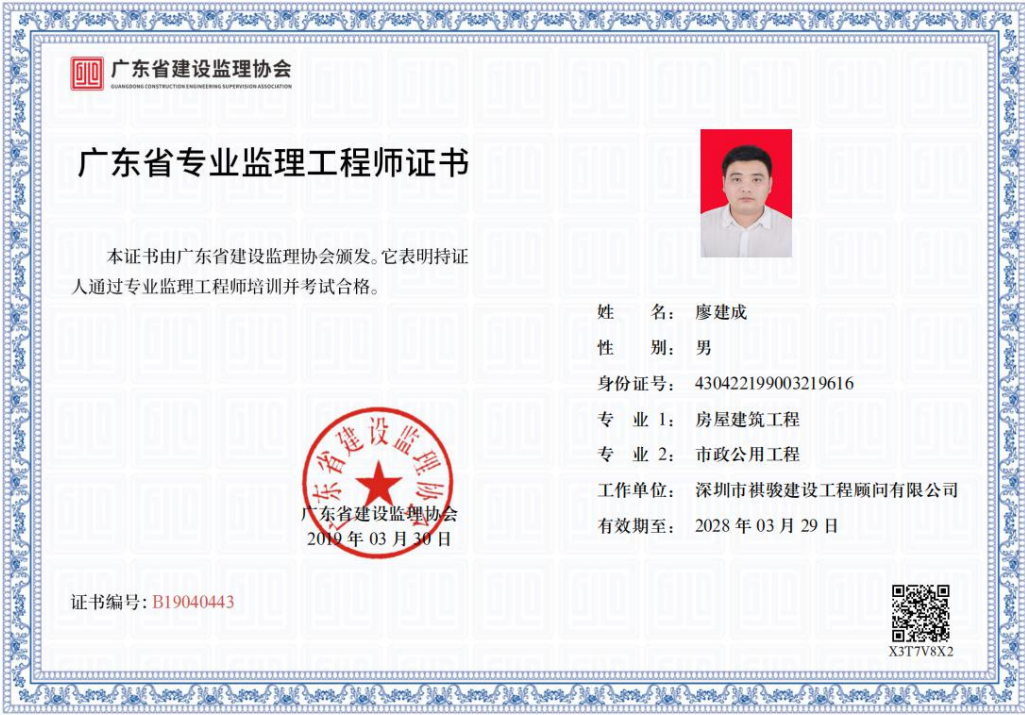 广东省建设监理协会
GUANGDONG CONSTRUCTION ENGINEERING SUPERVISION ASSOCIATION
广东省专业监理工程师证书
本证书由广东省建设监理协会颁发。它表明持证
人通过专业监理工程师培训并考试合格。
广东省建设监理协会
广东省建设监理协会
2019 年 03 月 30 日
证书编号: B19040443
姓 名: 廖建成
性 别: 男
身份证号: 430422199003219616
专 业 1: 房屋建筑工程
专 业 2: 市政公用工程
工作单位: 深圳市祺骏建设工程顾问有限公司
有效期至: 2028 年 03 月 29 日
X3T7V8X2